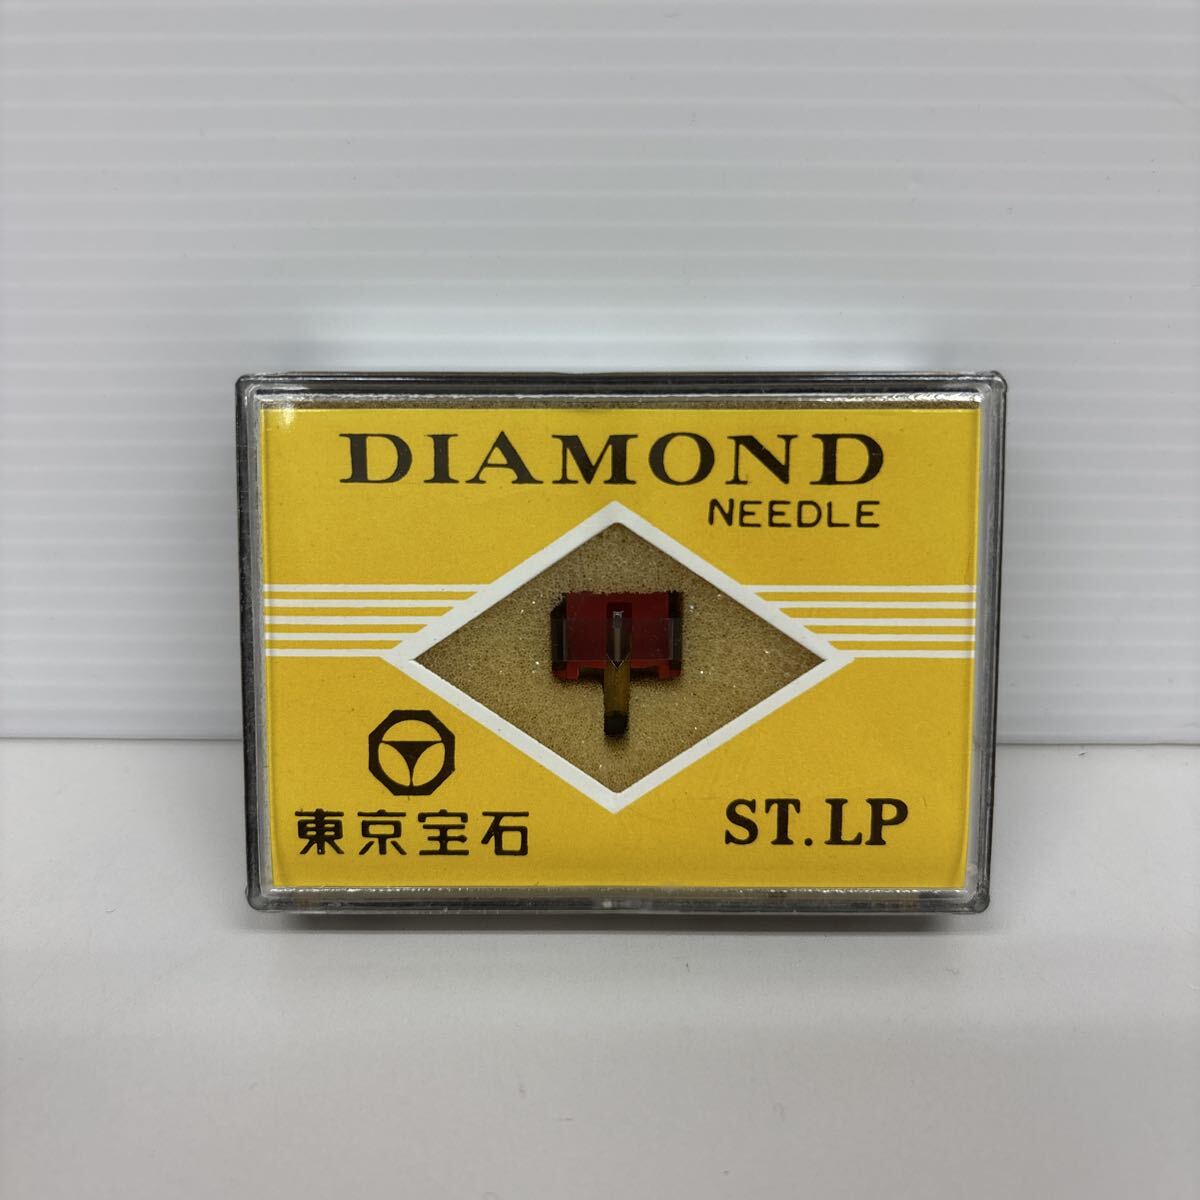 DIAMOND
NEEDLE
東京宝石
ST.LP